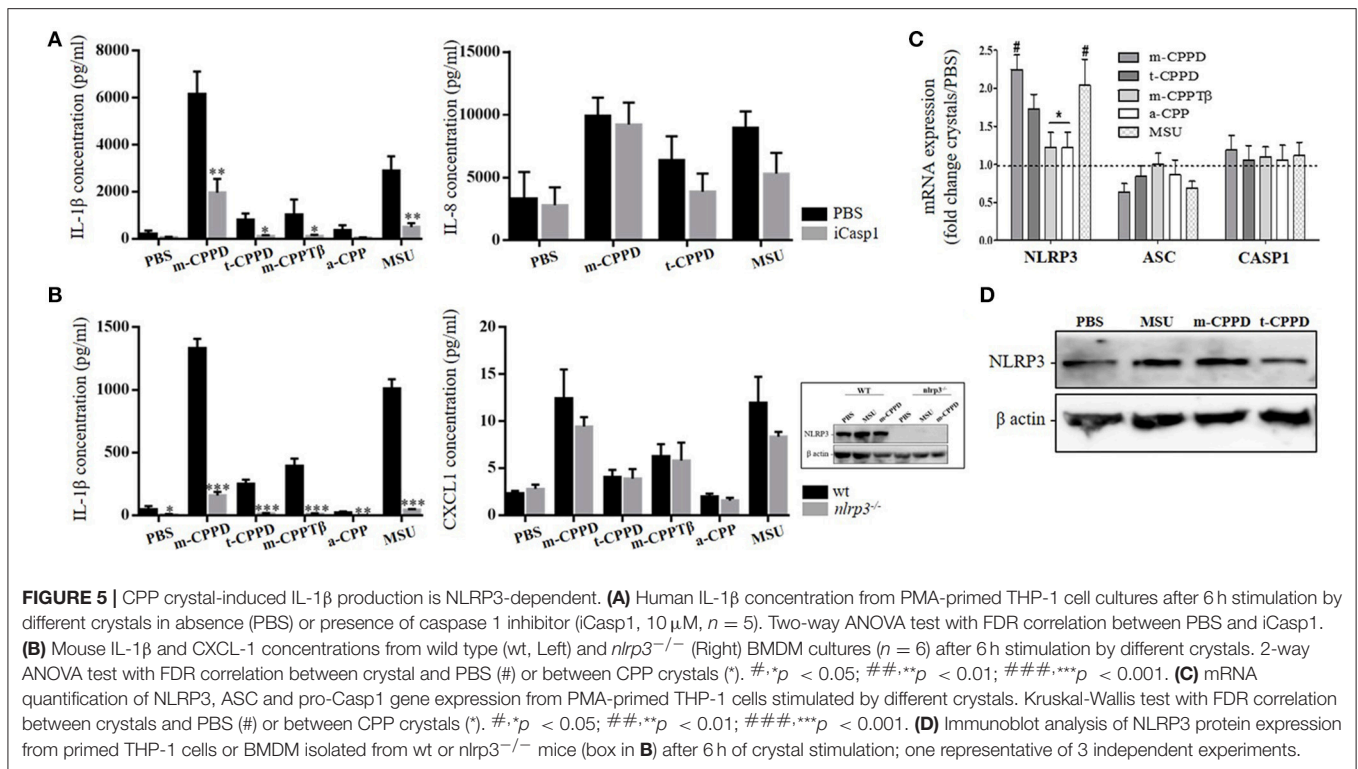 A
IL-1β concentration (pg/ml)
8000
6000
4000
2000
0
**
*
*
**
PBS
m-CPPD
t-CPPD
m-CPPTβ
a-CPP
MSU
IL-8 concentration (pg/ml)
15000
10000
5000
0
PBS
m-CPPD
t-CPPD
MSU
PBS
iCasp1
C
mRNA expression
(fold change crystals/PBS)
2.5
2.0
1.5
1.0
0.5
0.0
#
*
#
m-CPPD
t-CPPD
m-CPPTβ
a-CPP
MSU
NLRP3 ASC CASP1
B
IL-1β concentration (pg/ml)
1500
1000
500
0
*
***
***
***
**
***
PBS
m-CPPD
t-CPPD
m-CPPTβ
a-CPP
MSU
CXCL1 concentration (pg/ml)
20
15
10
5
0
PBS
m-CPPD
t-CPPD
m-CPPTβ
a-CPP
MSU
WT nlrp3-/-
PBS MSU m-CPPD PBS MSU m-CPPD
NLRP3
β actin
wt
nlrp3-/-
D
PBS MSU m-CPPD t-CPPD
NLRP3
β actin
FIGURE 5 | CPP crystal-induced IL-1β production is NLRP3-dependent. (A) Human IL-1β concentration from PMA-primed THP-1 cell cultures after 6 h stimulation by
different crystals in absence (PBS) or presence of caspase 1 inhibitor (iCasp1, 10 μM, n = 5). Two-way ANOVA test with FDR correlation between PBS and iCasp1.
(B) Mouse IL-1β and CXCL-1 concentrations from wild type (wt, Left) and nlrp3−/− (Right) BMDM cultures (n = 6) after 6 h stimulation by different crystals. 2-way
ANOVA test with FDR correlation between crystal and PBS (#) or between CPP crystals (*). #,*p < 0.05; ##,**p < 0.01; ###,***p < 0.001. (C) mRNA
quantification of NLRP3, ASC and pro-Casp1 gene expression from PMA-primed THP-1 cells stimulated by different crystals. Kruskal-Wallis test with FDR correlation
between crystals and PBS (#) or between CPP crystals (*). #,*p < 0.05; ##,**p < 0.01; ###,***p < 0.001. (D) Immunoblot analysis of NLRP3 protein expression
from primed THP-1 cells or BMDM isolated from wt or nlrp3−/− mice (box in B) after 6 h of crystal stimulation; one representative of 3 independent experiments.